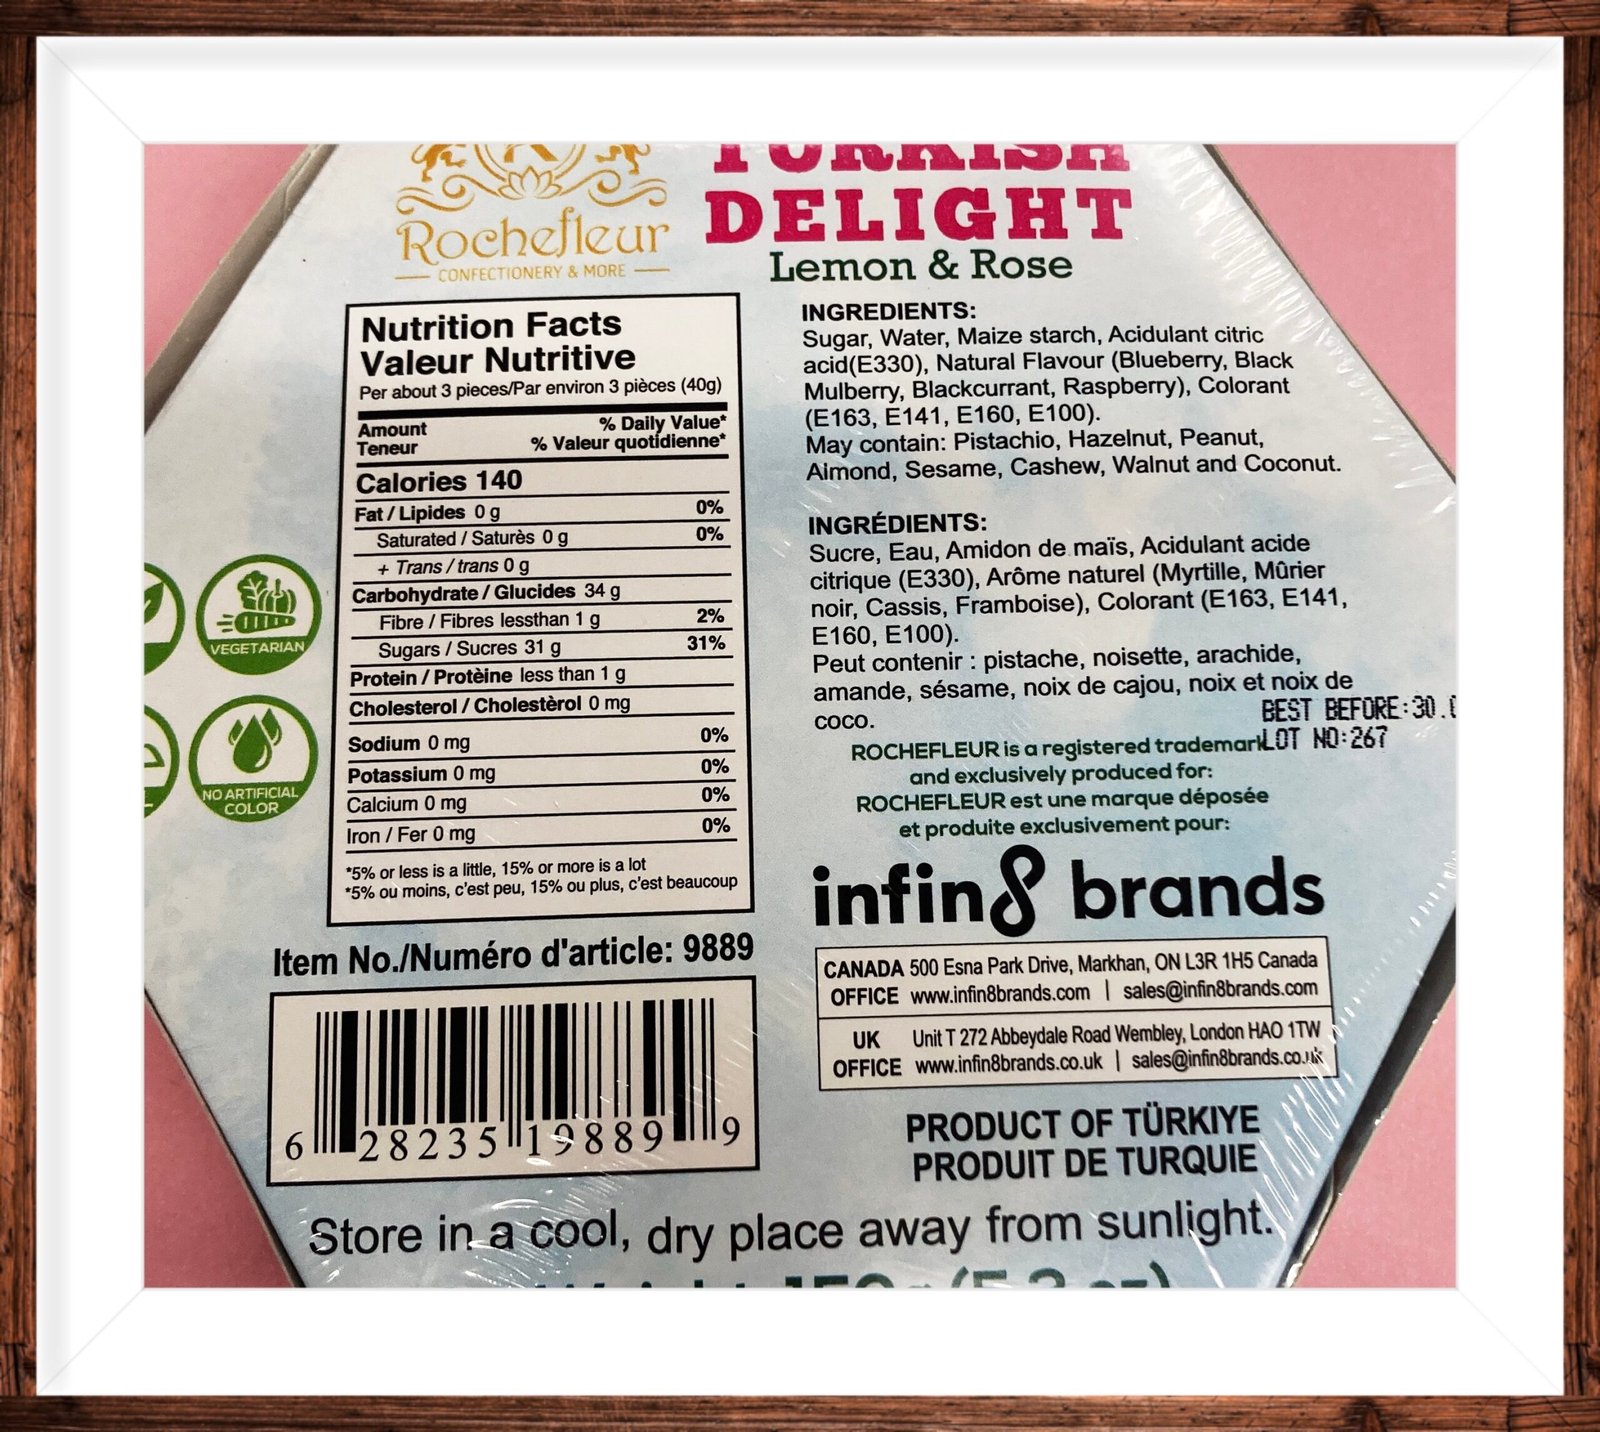 TURKISH
DELIGHT
Lemon & Rose
Rochefleur
CONFECTIONERY & MORE
Nutrition Facts
Valeur Nutritive
Per about 3 pieces/Par environ 3 pièces (40g)
Amount % Daily Value*
Teneur % Valeur quotidienne*
Calories 140
Fat / Lipides 0 g 0%
Saturated / Saturès 0 g 0%
+ Trans / trans 0 g
Carbohydrate / Glucides 34 g
Fibre / Fibres lessthan 1 g 2%
Sugars / Sucres 31 g 31%
Protein / Protèine less than 1 g
Cholesterol / Cholestèrol 0 mg
Sodium 0 mg 0%
Potassium 0 mg 0%
Calcium 0 mg 0%
Iron / Fer 0 mg 0%
*5% or less is a little, 15% or more is a lot
*5% ou moins, c'est peu, 15% ou plus, c'est beaucoup
VEGETARIAN
NO ARTIFICIAL
COLOR
Item No./Numéro d'article: 9889
6 28235 19889 9
INGREDIENTS:
Sugar, Water, Maize starch, Acidulant citric
acid(E330), Natural Flavour (Blueberry, Black
Mulberry, Blackcurrant, Raspberry), Colorant
(E163, E141, E160, E100).
May contain: Pistachio, Hazelnut, Peanut,
Almond, Sesame, Cashew, Walnut and Coconut.
INGRÉDIENTS:
Sucre, Eau, Amidon de maïs, Acidulant acide
citrique (E330), Arôme naturel (Myrtille, Mûrier
noir, Cassis, Framboise), Colorant (E163, E141,
E160, E100).
Peut contenir : pistache, noisette, arachide,
amande, sésame, noix de cajou, noix et noix de
coco.
BEST BEFORE:30.
LOT NO:267
ROCHEFLEUR is a registered trademark
and exclusively produced for:
ROCHEFLEUR est une marque déposée
et produite exclusivement pour:
infin8 brands
CANADA 500 Esna Park Drive, Markhan, ON L3R 1H5 Canada
OFFICE www.infin8brands.com | sales@infin8brands.com
UK Unit T 272 Abbeydale Road Wembley, London HAO 1TW
OFFICE www.infin8brands.co.uk | sales@infin8brands.co.uk
PRODUCT OF TÜRKIYE
PRODUIT DE TURQUIE
Store in a cool, dry place away from sunlight.